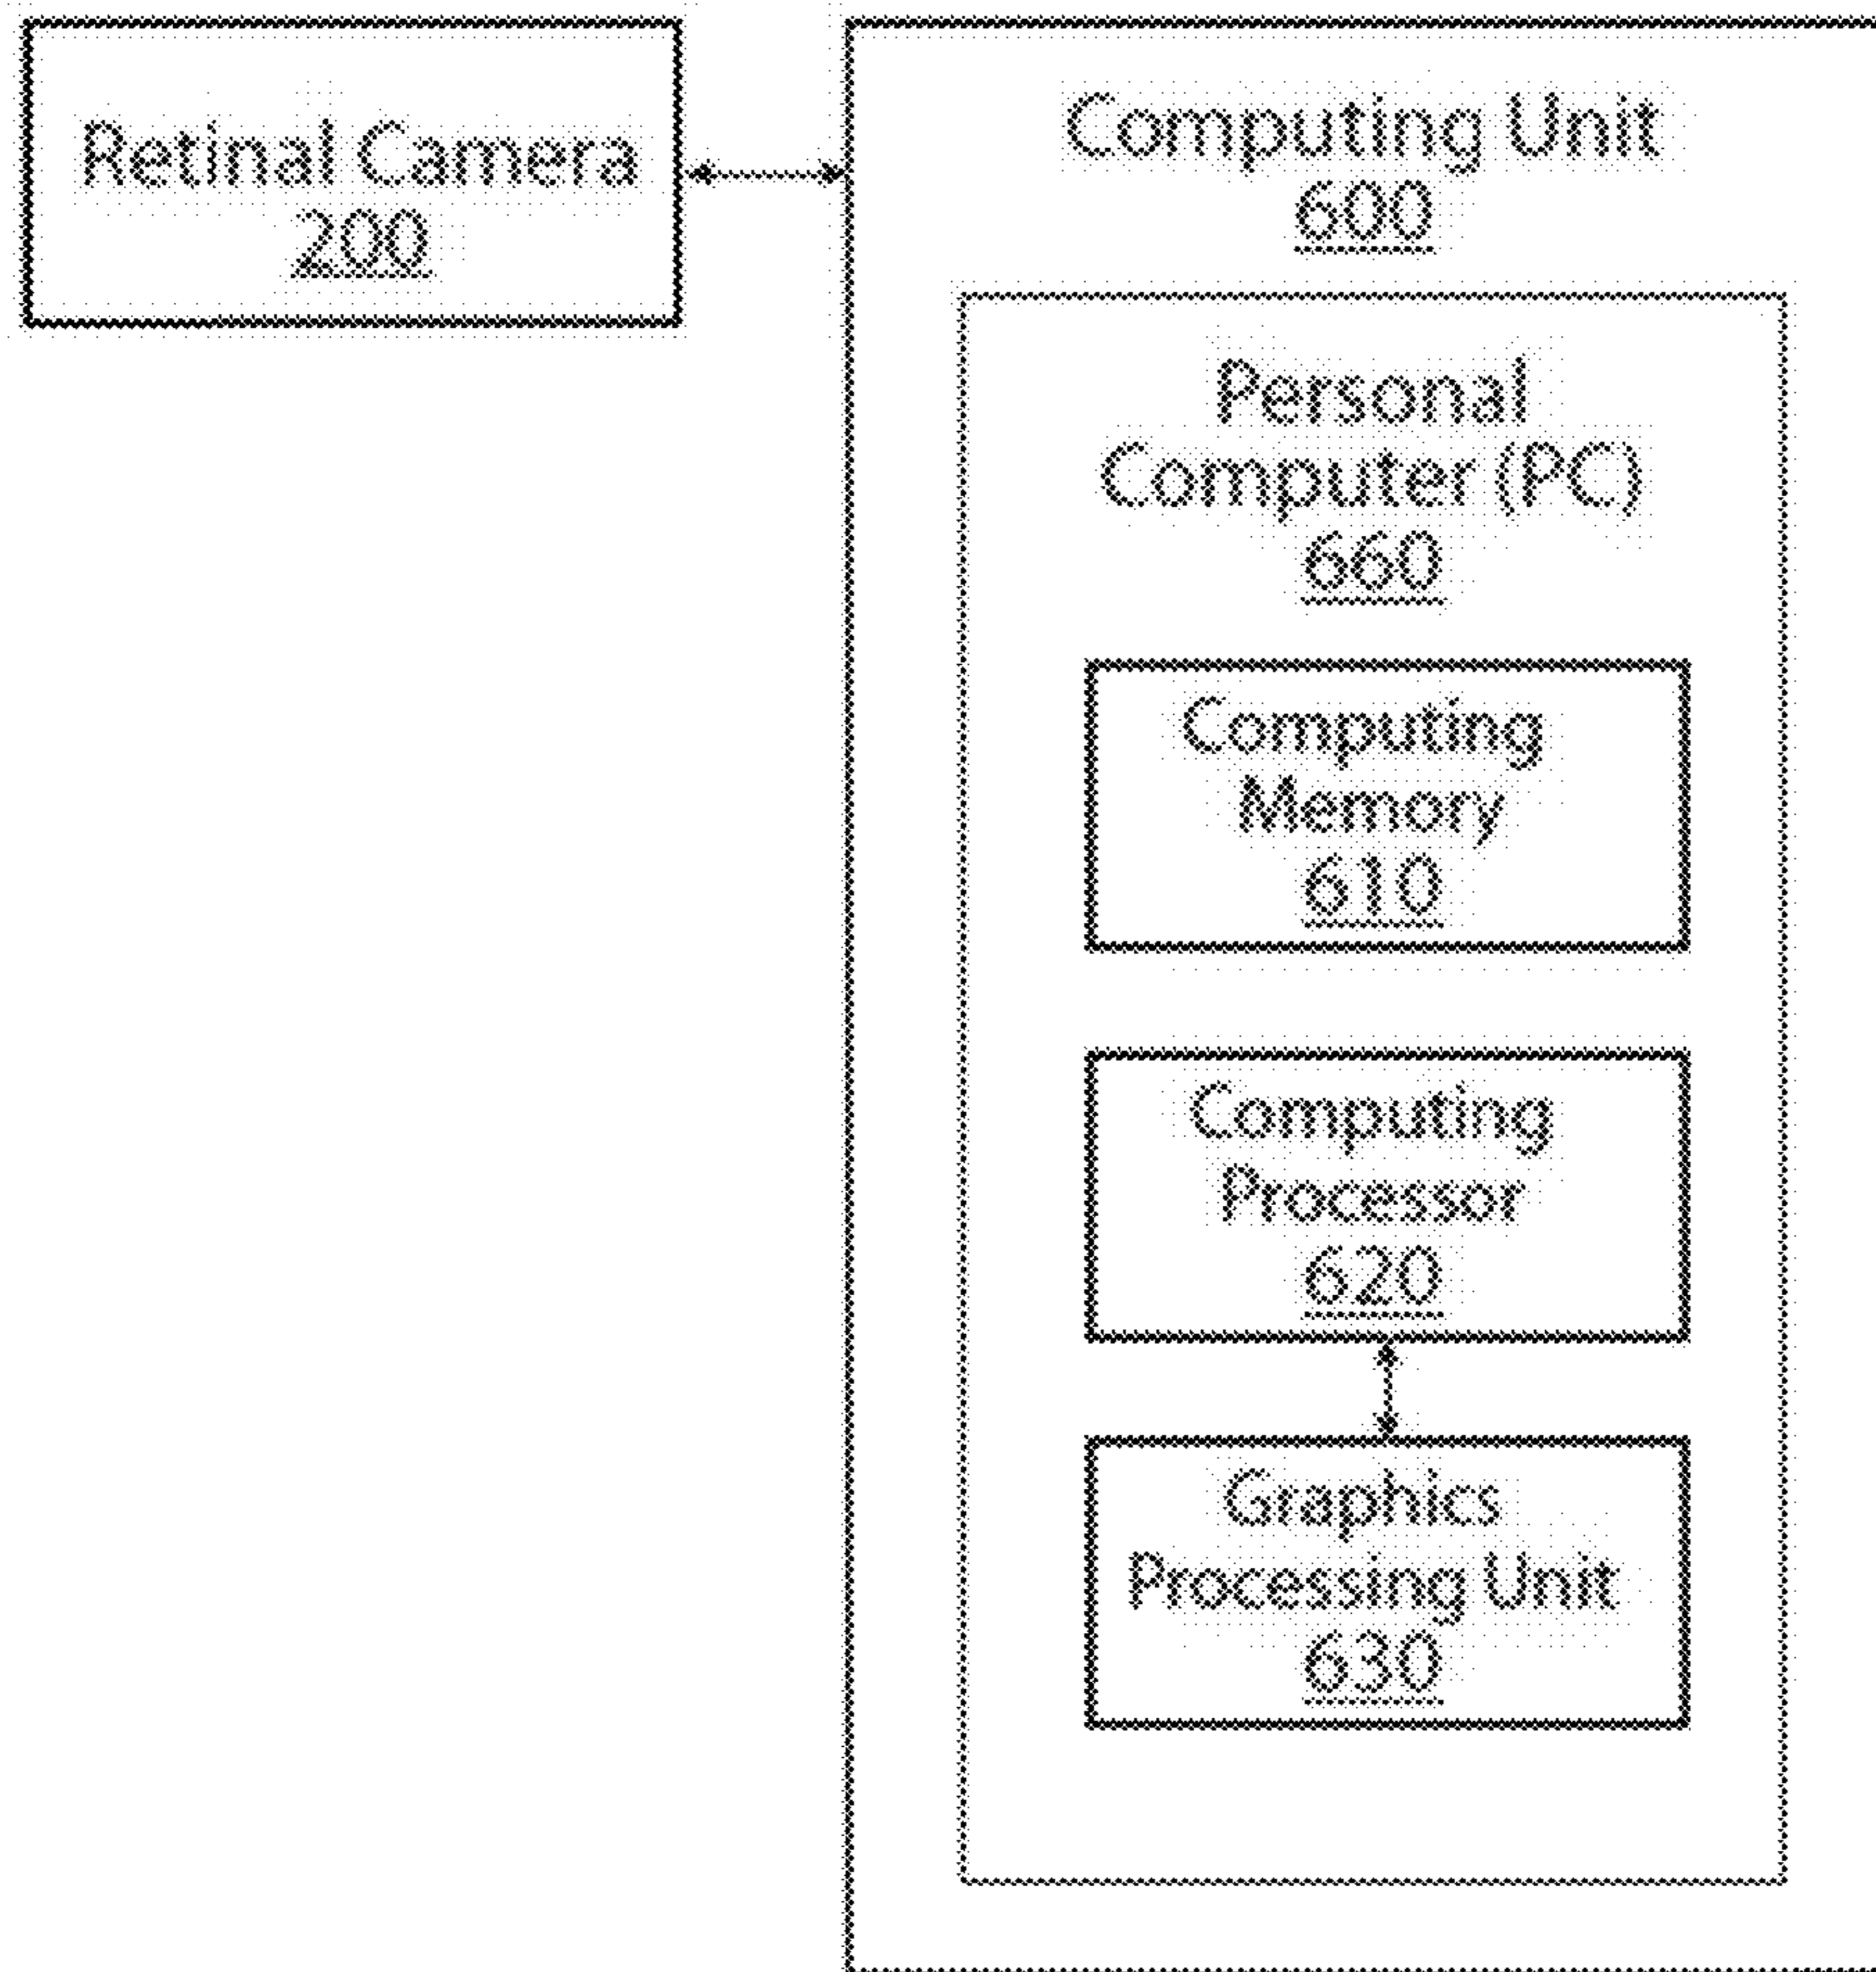 Retinal Camera
200
Computing Unit
600
Personal
Computer (PC)
660
Computing
Memory
610
Computing
Processor
620
Graphics
Processing Unit
630